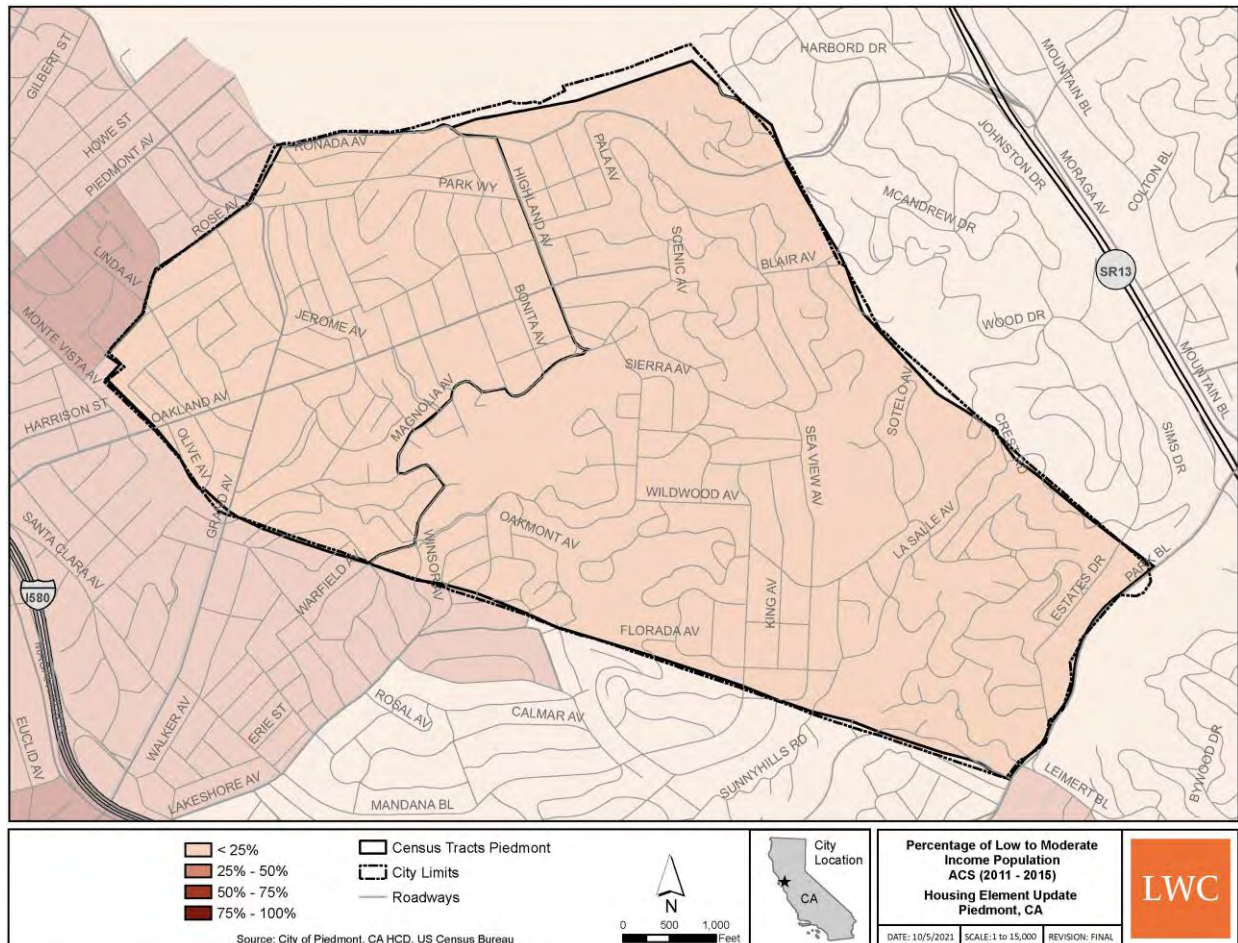 GILBERT ST
HOWE ST
PIEDMONT AV
HARBORD DR
MOUNTAIN BL
JOHNSTON DR
MORAGA AV
COLTON BL
RONADA AV
PARK WY
HIGHLAND AV
PALA AV
MCANDREW DR
ROSE AV
LINDA AV
SCENIC AV
BLAIR AV
SR13
MONTE VISTA AV
JEROME AV
BONITA AV
WOOD DR
MOUNTAIN BL
HARRISON ST
OAKLAND AV
MAGNOLIA AV
SIERRA AV
SOTELO AV
CREST RD
SIMS DR
OLIVE AV
SEA VIEW AV
GRAND AV
WILDWOOD AV
OAKMONT AV
LA SALLE AV
SANTA CLARA AV
WINSOR AV
PARK BL
ESTATES DR
I580
WARFIELD
KING AV
FLORADA AV
EUCLID AV
WALKER AV
ERIE ST
ROSAL AV
CALMAR AV
SUNNYHILLS RD
BYWOOD DR
LAKESHORE AV
MANDANA BL
LEIMERT BL
< 25%
25% - 50%
50% - 75%
75% - 100%
Census Tracts Piedmont
City Limits
Roadways
Source: City of Piedmont, CA HCD, US Census Bureau
N
0 500 1,000
Feet
City
Location
CA
Percentage of Low to Moderate
Income Population
ACS (2011 - 2015)
Housing Element Update
Piedmont, CA
DATE: 10/5/2021 SCALE: 1 to 15,000 REVISION: FINAL
LWC